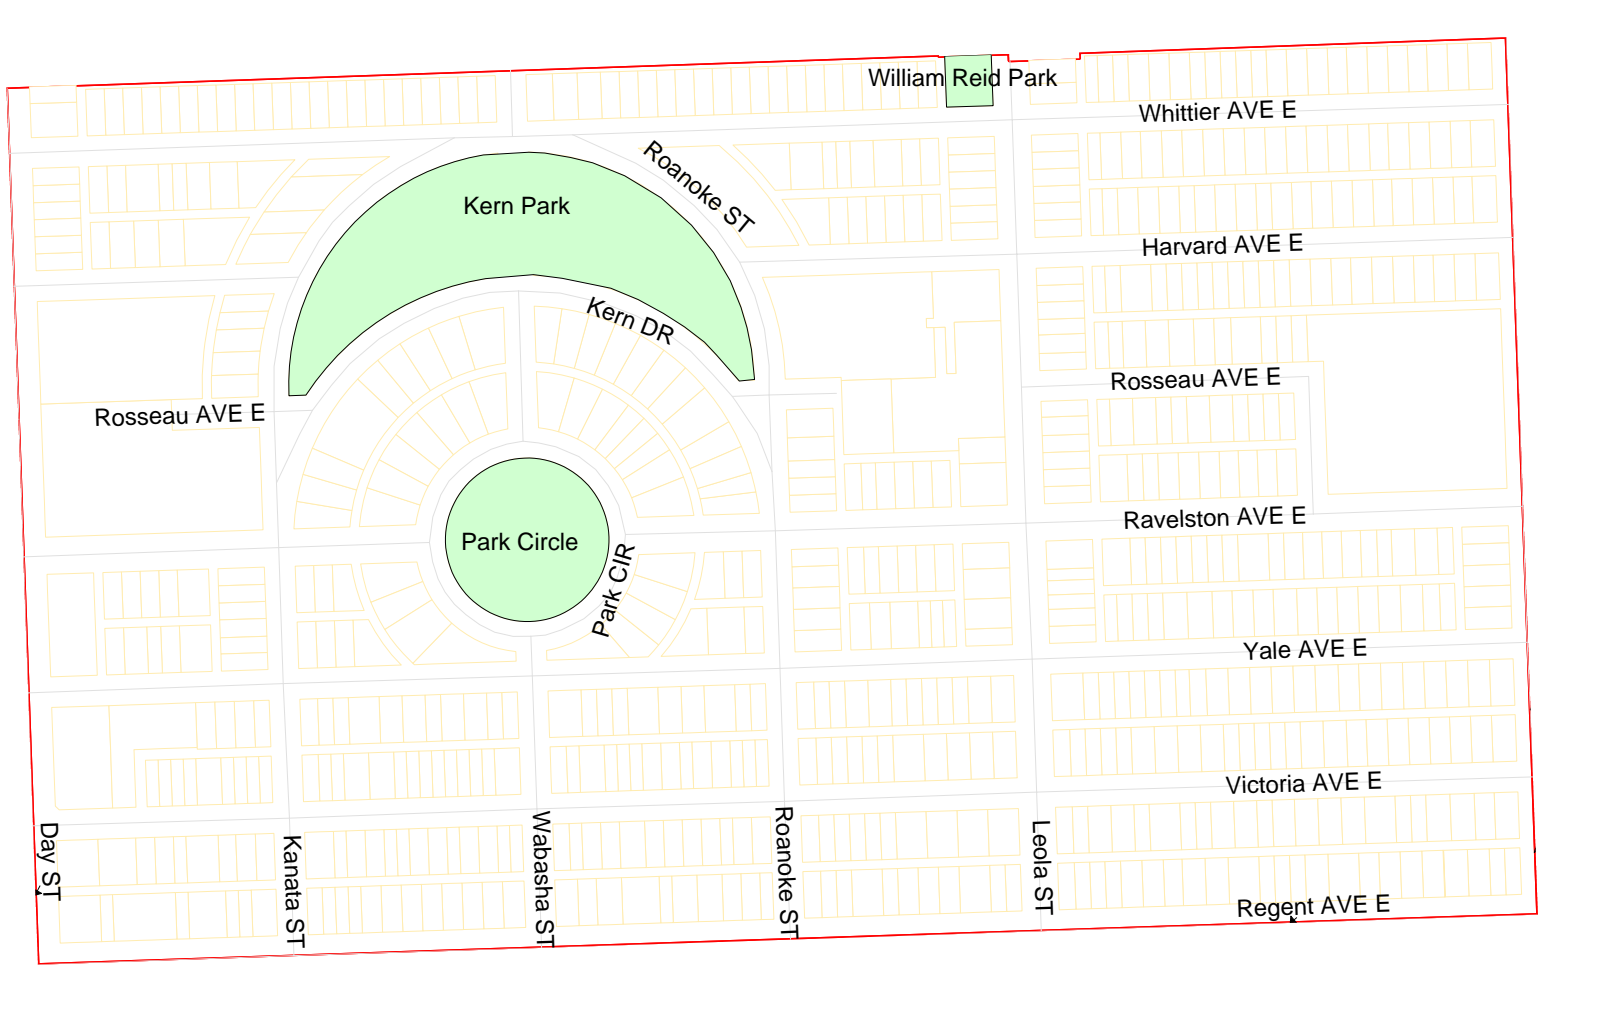 William Reid Park
Whittier AVE E
Roanoke ST
Kern Park
Harvard AVE E
Kern DR
Rosseau AVE E
Rosseau AVE E
Ravelston AVE E
Park Circle
Park CIR
Yale AVE E
Victoria AVE E
Day ST
Kanata ST
Wabasha ST
Roanoke ST
Leola ST
Regent AVE E